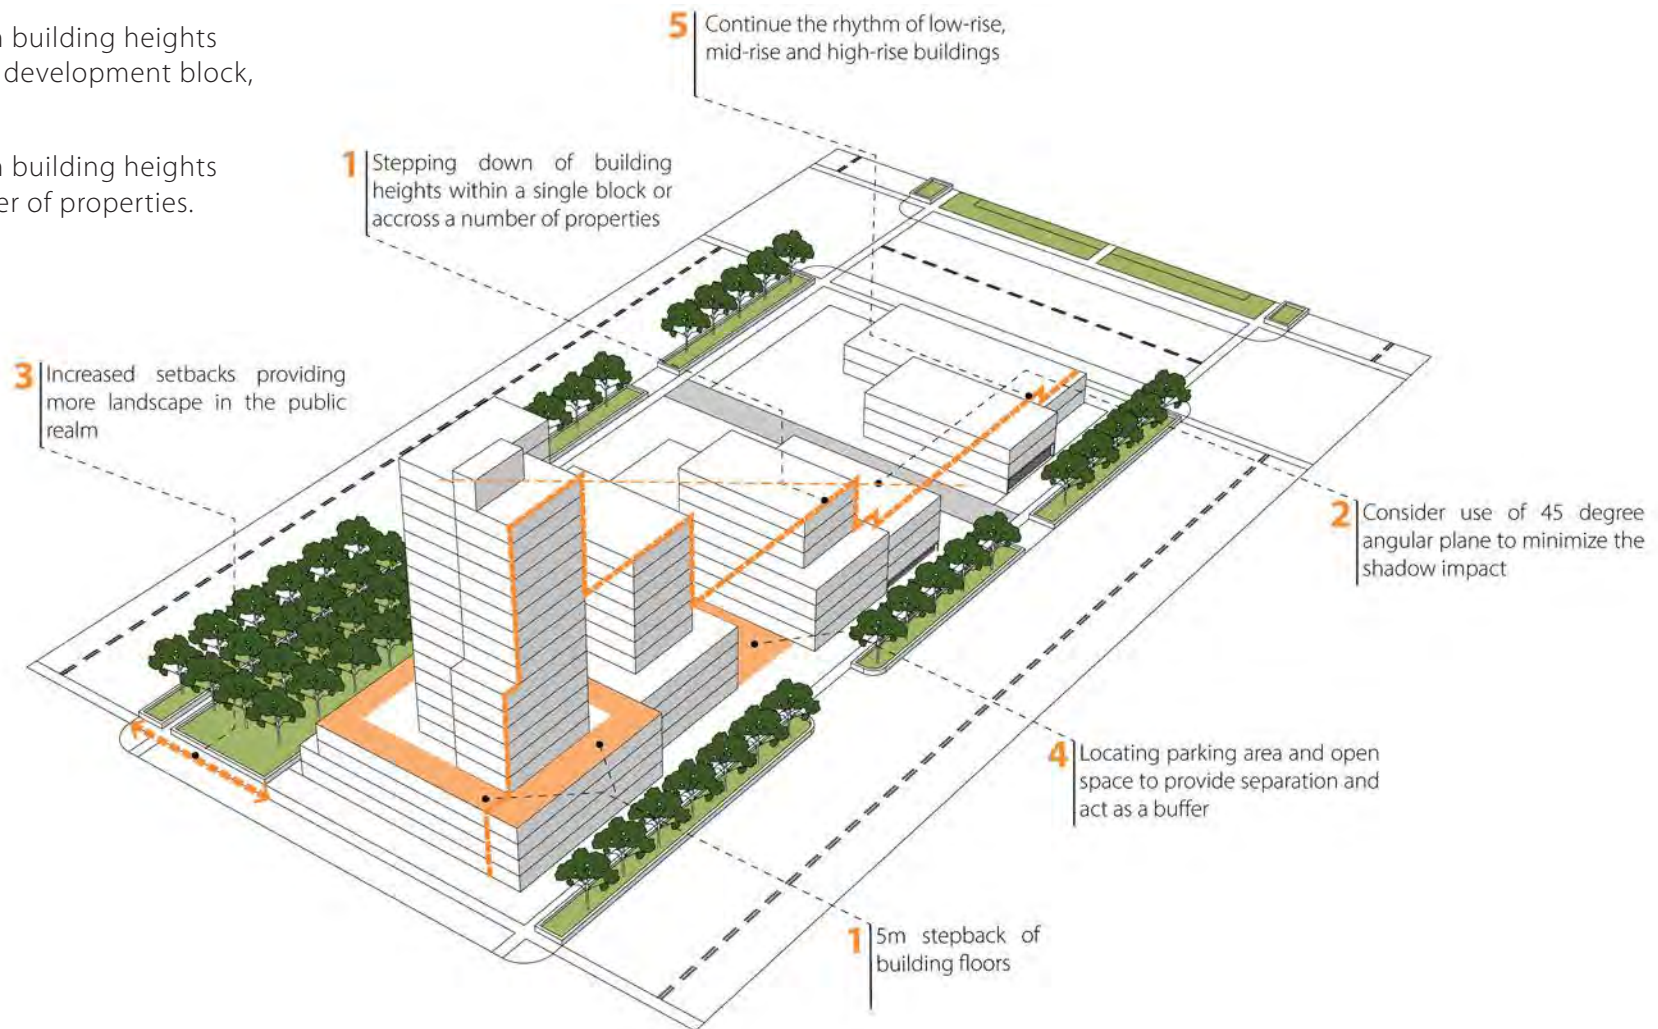 building heights
development block,
building heights
er of properties.
5 Continue the rhythm of low-rise,
mid-rise and high-rise buildings
1 Stepping down of building
heights within a single block or
accross a number of properties
3 Increased setbacks providing
more landscape in the public
realm
2 Consider use of 45 degree
angular plane to minimize the
shadow impact
4 Locating parking area and open
space to provide separation and
act as a buffer
1 5m stepback of
building floors